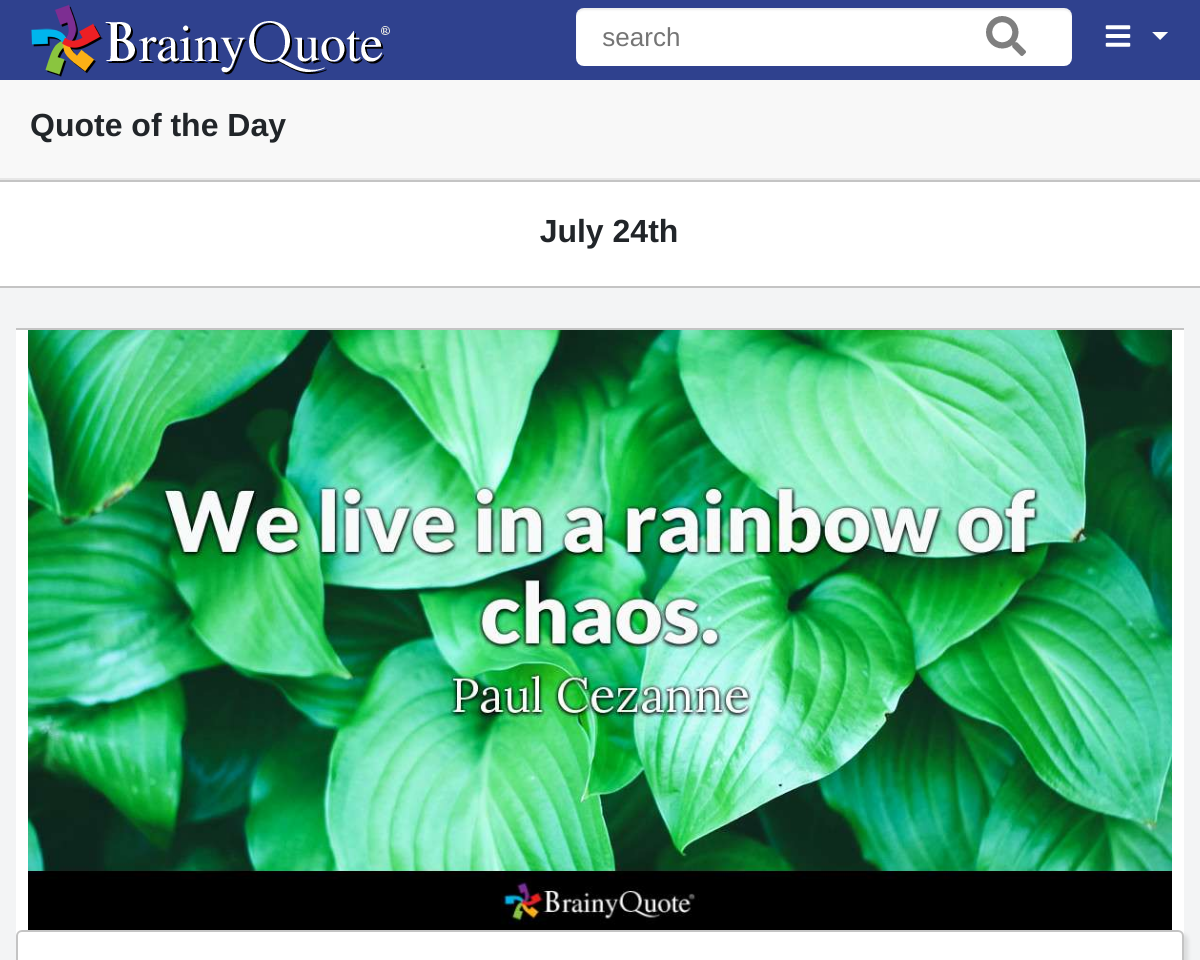 BrainyQuote®
search
Quote of the Day
July 24th
We live in a rainbow of
chaos.
Paul Cezanne
BrainyQuote®